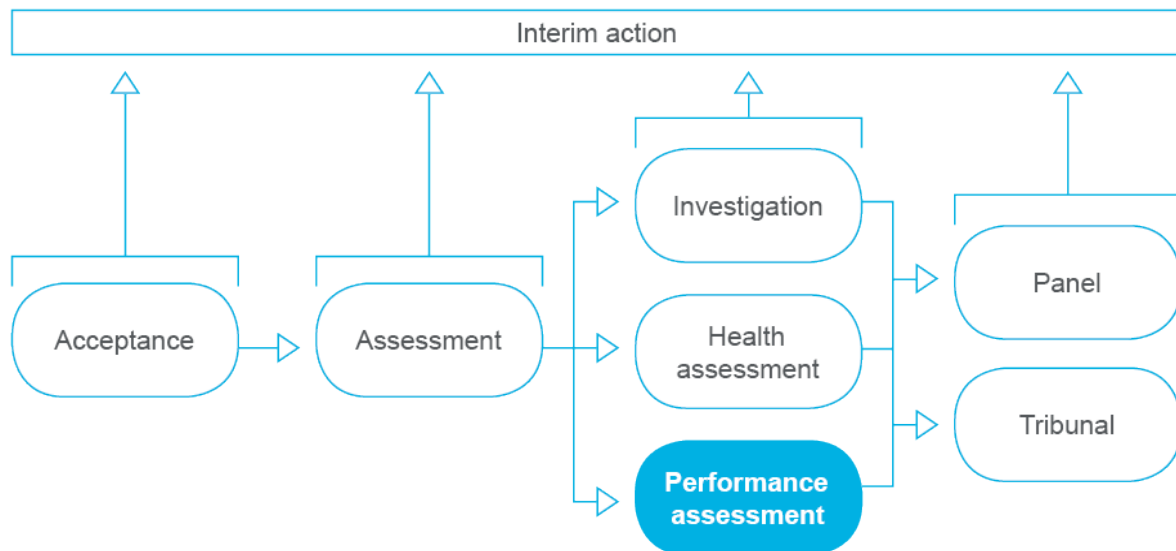 Interim action
Acceptance
Assessment
Investigation
Health
assessment
Performance
assessment
Panel
Tribunal